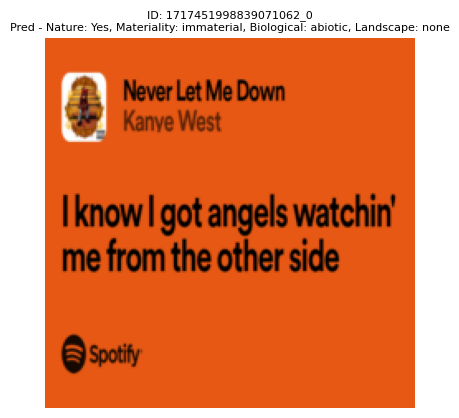 ID: 1717451998839071062_0
Pred - Nature: Yes, Materiality: immaterial, Biological: abiotic, Landscape: none
Never Let Me Down
Kanye West
I know I got angels watchin'
me from the other side
Spotify